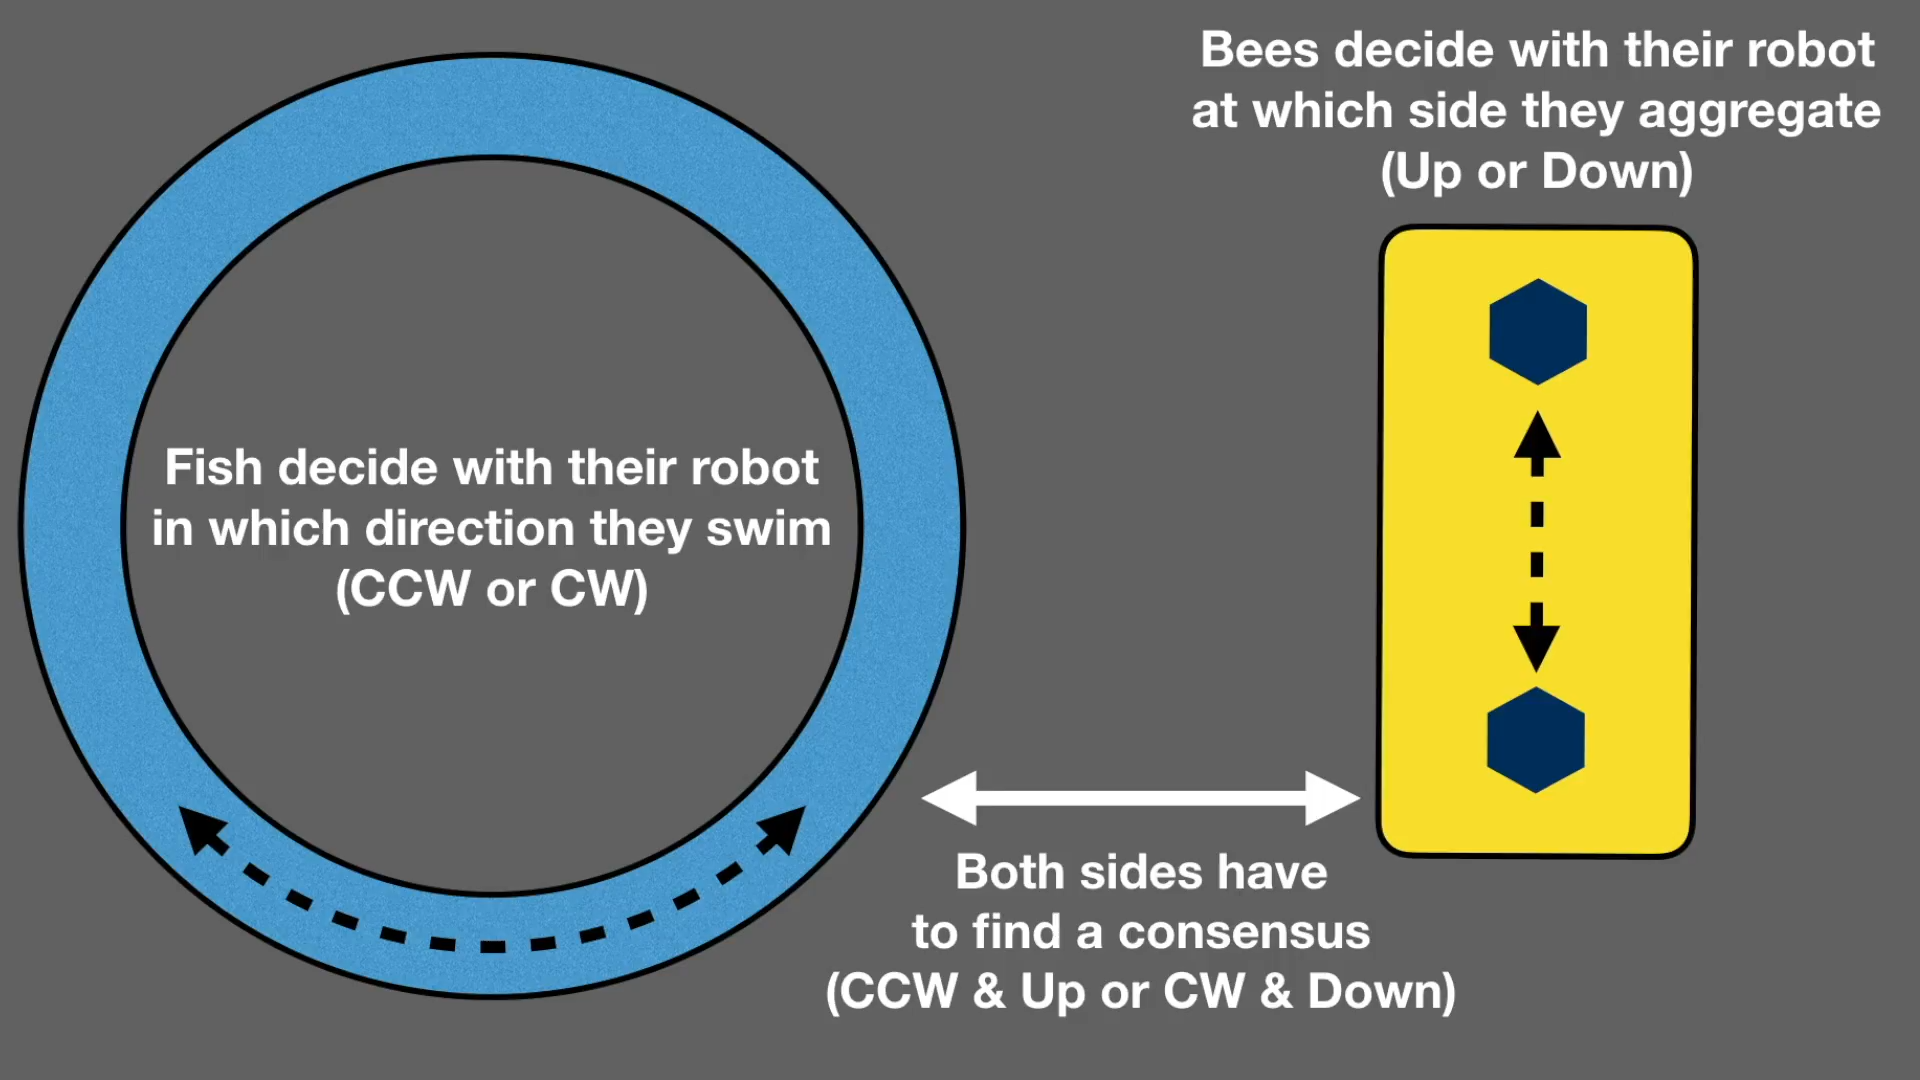 Bees decide with their robot
at which side they aggregate
(Up or Down)
Fish decide with their robot
in which direction they swim
(CCW or CW)
Both sides have
to find a consensus
(CCW & Up or CW & Down)